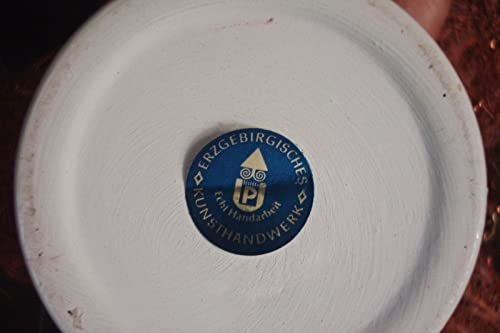 ERZGEBIRGISCHES
P
Echt Handarbeit
KUNSTHANDWERK